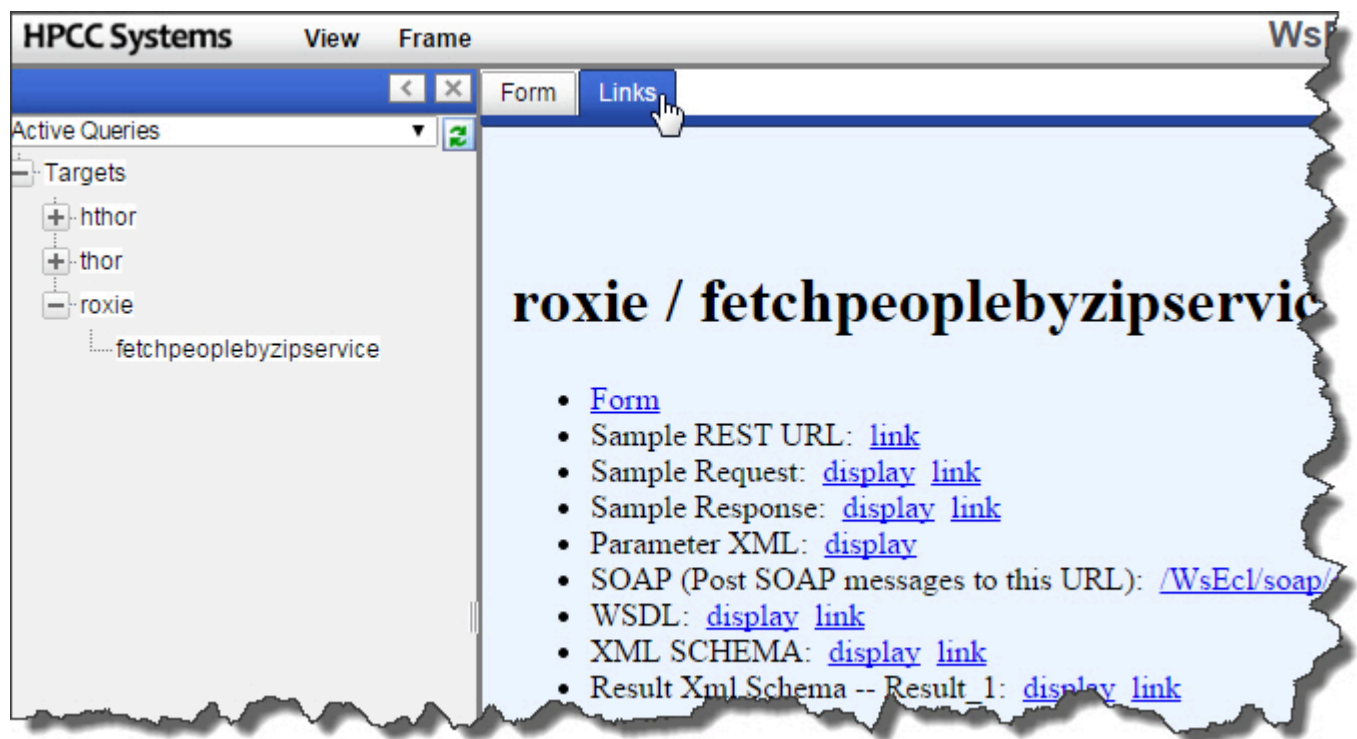 HPCC Systems View Frame
Active Queries
Targets
hthor
thor
roxie
fetchpeoplebyzipservice
Form Links
roxie / fetchpeoplebyzipservic
• Form
• Sample REST URL: link
• Sample Request: display link
• Sample Response: display link
• Parameter XML: display
• SOAP (Post SOAP messages to this URL): /WsEcl/soap/
• WSDL: display link
• XML SCHEMA: display link
• Result Xml Schema -- Result_1: display link